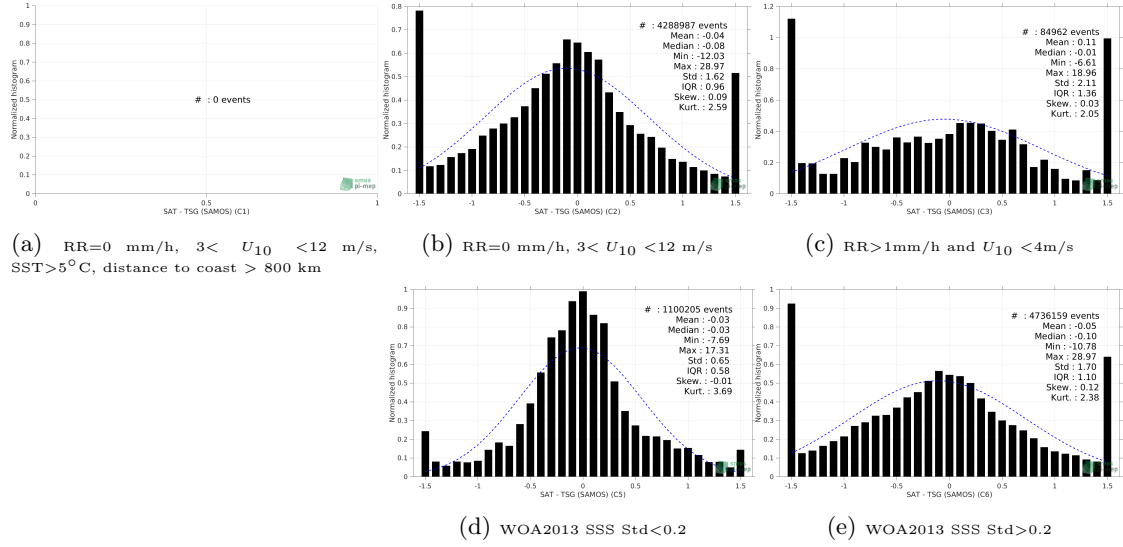 1
0.9
0.8
0.7
0.6
0.5
0.4
0.3
0.2
0.1
0
Normalized histogram
# : 0 events
smos
pi-mep
0 0.5 1
SAT - TSG (SAMOS) (C1)
(a) RR=0 mm/h, 3< U10 <12 m/s,
SST>5°C, distance to coast > 800 km
0.8
0.7
0.6
0.5
0.4
0.3
0.2
0.1
0
Normalized histogram
# : 4288987 events
Mean : -0.04
Median : -0.08
Min : -12.03
Max : 28.97
Std : 1.62
IQR : 0.96
Skew. : 0.09
Kurt. : 2.59
smos
pi-mep
-1.5 -1 -0.5 0 0.5 1 1.5
SAT - TSG (SAMOS) (C2)
(b) RR=0 mm/h, 3< U10 <12 m/s
1.2
1
0.8
0.6
0.4
0.2
0
Normalized histogram
# : 84962 events
Mean : 0.11
Median : -0.01
Min : -6.61
Max : 18.96
Std : 2.11
IQR : 1.36
Skew. : 0.03
Kurt. : 2.05
smos
pi-mep
-1.5 -1 -0.5 0 0.5 1 1.5
SAT - TSG (SAMOS) (C3)
(c) RR>1mm/h and U10 <4m/s
1
0.9
0.8
0.7
0.6
0.5
0.4
0.3
0.2
0.1
0
Normalized histogram
# : 1100205 events
Mean : -0.03
Median : -0.03
Min : -7.69
Max : 17.31
Std : 0.65
IQR : 0.58
Skew. : -0.01
Kurt. : 3.69
smos
pi-mep
-1.5 -1 -0.5 0 0.5 1 1.5
SAT - TSG (SAMOS) (C5)
(d) WOA2013 SSS Std<0.2
1
0.9
0.8
0.7
0.6
0.5
0.4
0.3
0.2
0.1
0
Normalized histogram
# : 4736159 events
Mean : -0.05
Median : -0.10
Min : -10.78
Max : 28.97
Std : 1.70
IQR : 1.10
Skew. : 0.12
Kurt. : 2.38
smos
pi-mep
-1.5 -1 -0.5 0 0.5 1 1.5
SAT - TSG (SAMOS) (C6)
(e) WOA2013 SSS Std>0.2